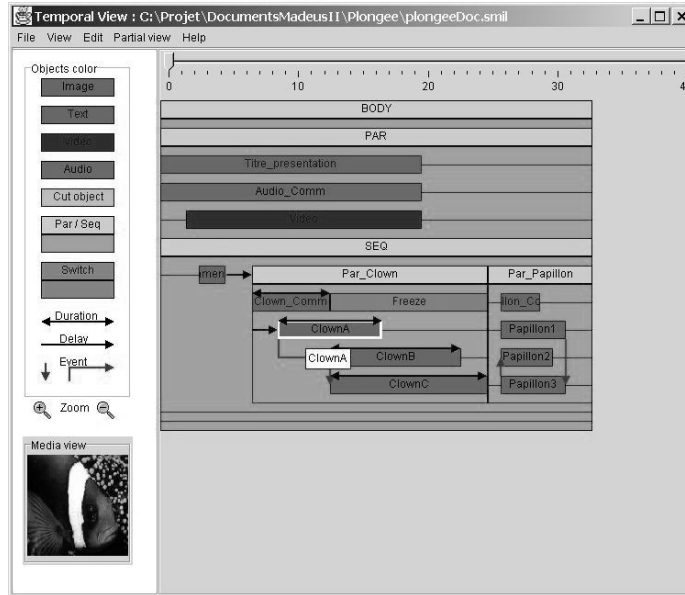 Temporal View : C:\Projet\DocumentsMadeusII\Plongee\plongeeDoc.smil
File View Edit Partial view Help
Objects color
Image
Text
Video
Audio
Cut object
Par / Seq
Switch
Duration
Delay
Event
Zoom
Media view
0 10 20 30 4
BODY
PAR
Titre_presentation
Audio_Comm
Video
SEQ
imen
Par_Clown Par_Papillon
Clown_Comm Freeze
ClownA Papillon1
ClownA ClownB Papillon2
ClownC Papillon3